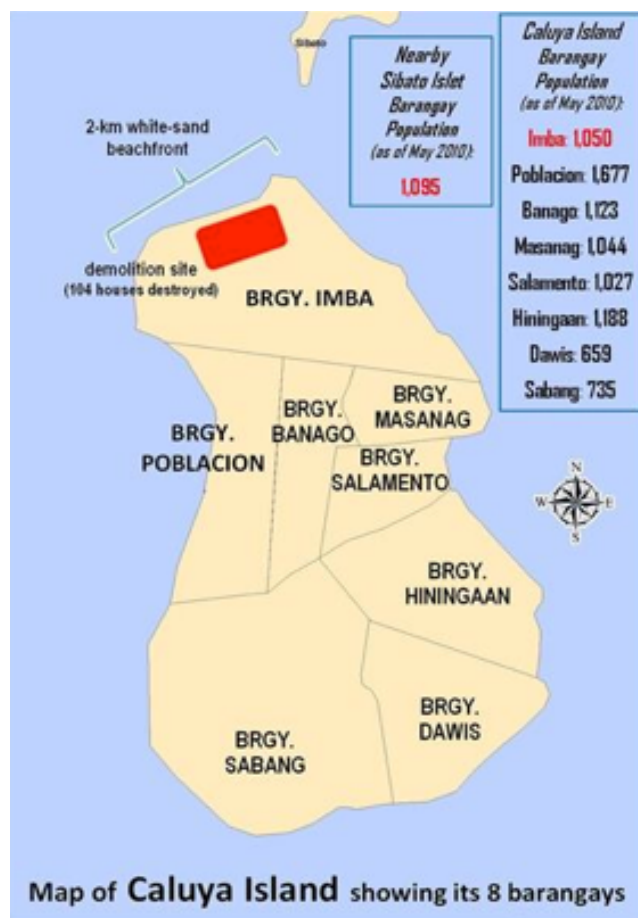 Sibato
Nearby
Sibato Islet
Barangay
Population
(as of May 2010):
1,095
Caluya Island
Barangay
Population
(as of May 2010):
Imba: 1,050
Poblacion: 1,677
Banago: 1,123
Masanag: 1,044
Salamento: 1,027
Hiningaan: 1,188
Dawis: 659
Sabang: 735
2-km white-sand
beachfront
demolition site
(104 houses destroyed)
BRGY. IMBA
BRGY.
POBLACION
BRGY.
BANAGO
BRGY.
MASANAG
BRGY.
SALAMENTO
N
W
E
S
BRGY.
HININGAAN
BRGY.
DAWIS
BRGY.
SABANG
Map of Caluya Island showing its 8 barangays